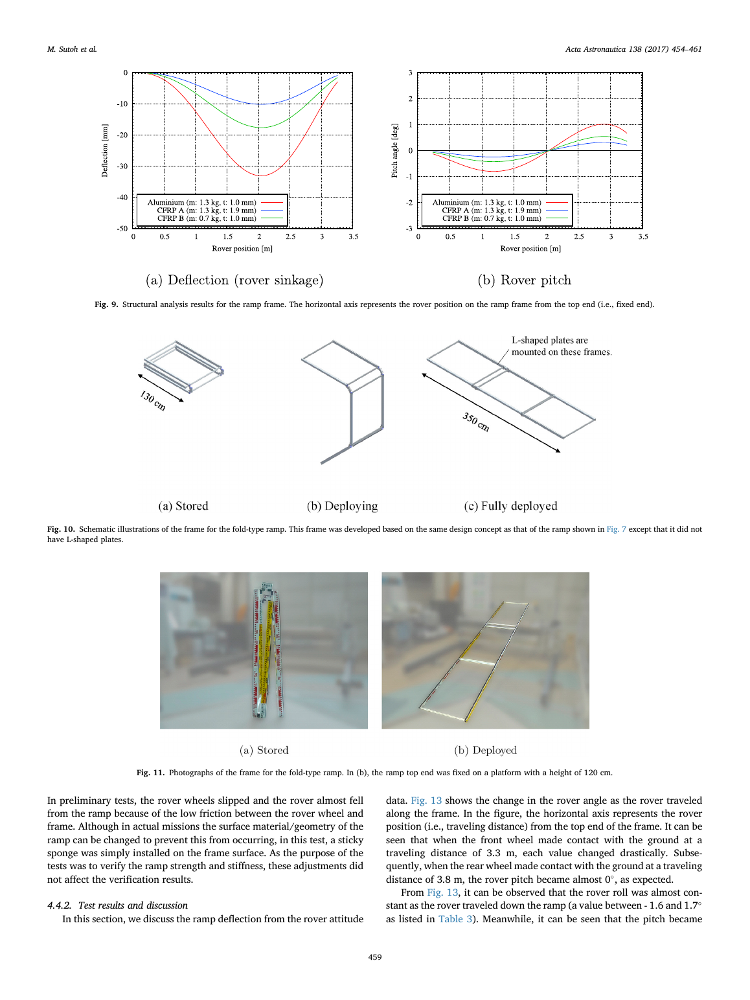 M. Sutoh et al.
Acta Astronautica 138 (2017) 454–461
0
-10
-20
-30
-40
-50
Deflection [mm]
Aluminium (m: 1.3 kg, t: 1.0 mm)
CFRP A (m: 1.3 kg, t: 1.9 mm)
CFRP B (m: 0.7 kg, t: 1.0 mm)
0 0.5 1 1.5 2 2.5 3 3.5
Rover position [m]
(a) Deflection (rover sinkage)
3
2
1
0
-1
-2
-3
Pitch angle [deg]
Aluminium (m: 1.3 kg, t: 1.0 mm)
CFRP A (m: 1.3 kg, t: 1.9 mm)
CFRP B (m: 0.7 kg, t: 1.0 mm)
0 0.5 1 1.5 2 2.5 3 3.5
Rover position [m]
(b) Rover pitch
Fig. 9. Structural analysis results for the ramp frame. The horizontal axis represents the rover position on the ramp frame from the top end (i.e., fixed end).
130 cm
L-shaped plates are
mounted on these frames.
350 cm
(a) Stored
(b) Deploying
(c) Fully deployed
Fig. 10. Schematic illustrations of the frame for the fold-type ramp. This frame was developed based on the same design concept as that of the ramp shown in Fig. 7 except that it did not
have L-shaped plates.
(a) Stored
(b) Deployed
Fig. 11. Photographs of the frame for the fold-type ramp. In (b), the ramp top end was fixed on a platform with a height of 120 cm.
In preliminary tests, the rover wheels slipped and the rover almost fell
from the ramp because of the low friction between the rover wheel and
frame. Although in actual missions the surface material/geometry of the
ramp can be changed to prevent this from occurring, in this test, a sticky
sponge was simply installed on the frame surface. As the purpose of the
tests was to verify the ramp strength and stiffness, these adjustments did
not affect the verification results.
4.4.2. Test results and discussion
In this section, we discuss the ramp deflection from the rover attitude
data. Fig. 13 shows the change in the rover angle as the rover traveled
along the frame. In the figure, the horizontal axis represents the rover
position (i.e., traveling distance) from the top end of the frame. It can be
seen that when the front wheel made contact with the ground at a
traveling distance of 3.3 m, each value changed drastically. Subse-
quently, when the rear wheel made contact with the ground at a traveling
distance of 3.8 m, the rover pitch became almost 0°, as expected.
From Fig. 13, it can be observed that the rover roll was almost con-
stant as the rover traveled down the ramp (a value between - 1.6 and 1.7°
as listed in Table 3). Meanwhile, it can be seen that the pitch became
459